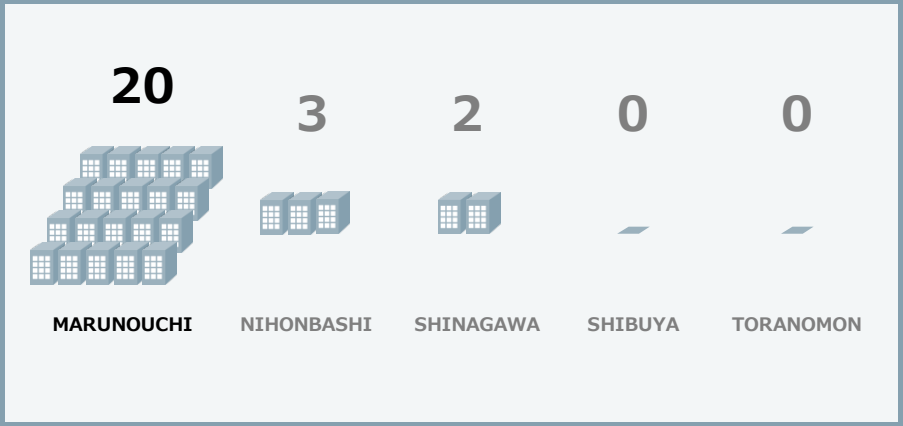 20 3 2 0 0
MARUNOUCHI NIHONBASHI SHINAGAWA SHIBUYA TORANOMON